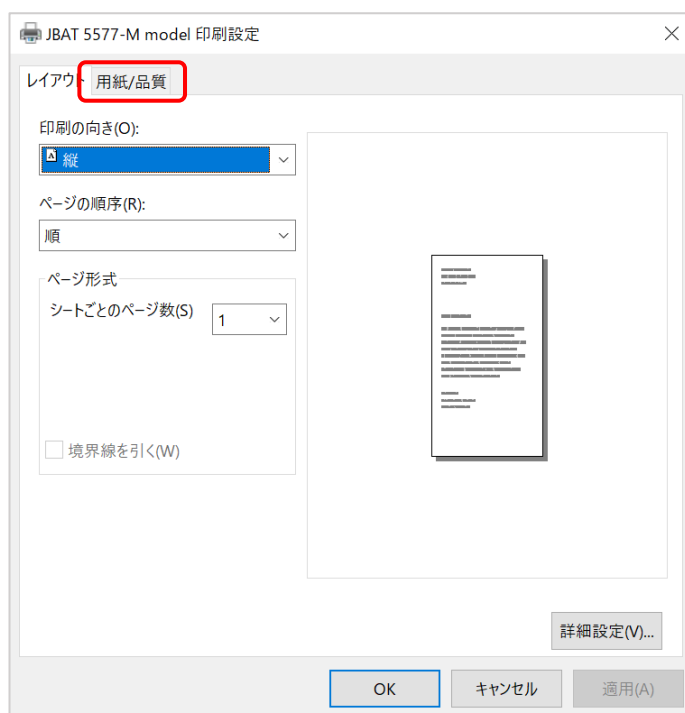 JBAT 5577-M model 印刷設定
レイアウト 用紙/品質
印刷の向き(O):
縦
ページの順序(R):
順
ページ形式
シートごとのページ数(S)
1
境界線を引く(W)
詳細設定(V)...
OK キャンセル 適用(A)